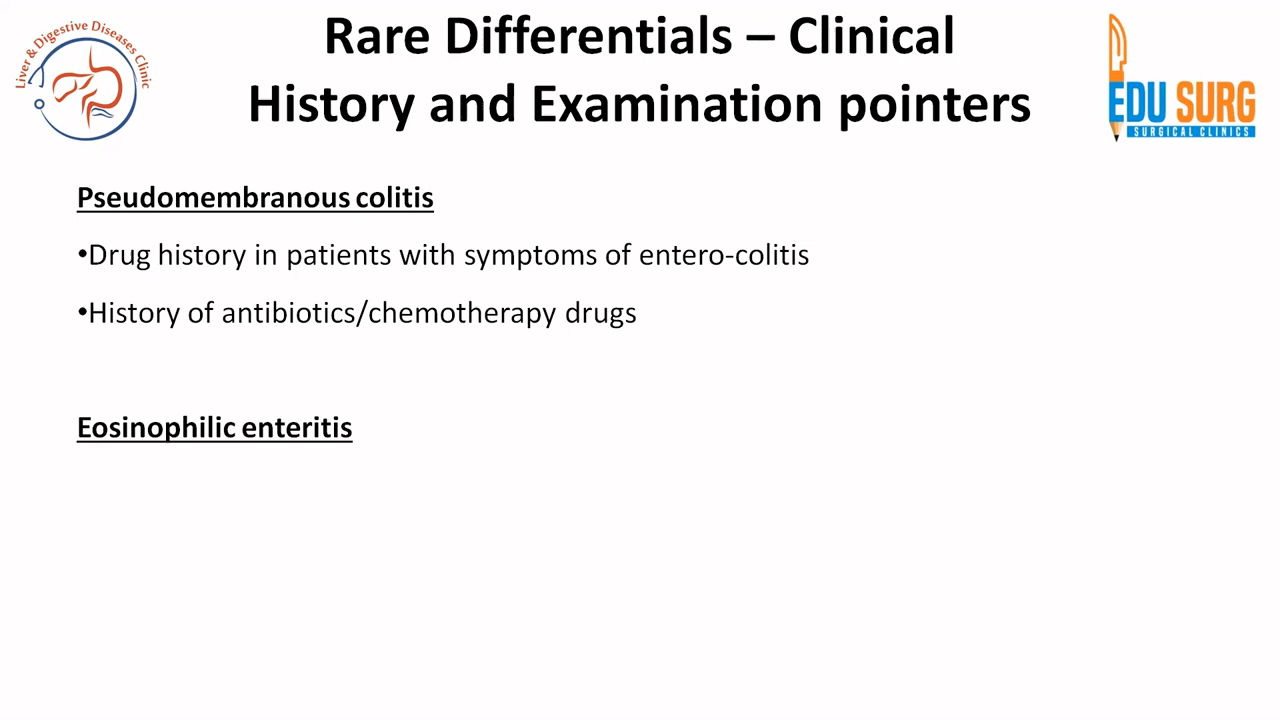 Liver & Digestive Diseases Clinic
Rare Differentials – Clinical
History and Examination pointers
EDU SURG
SURGICAL CLINICS
Pseudomembranous colitis
•Drug history in patients with symptoms of entero-colitis
•History of antibiotics/chemotherapy drugs
Eosinophilic enteritis